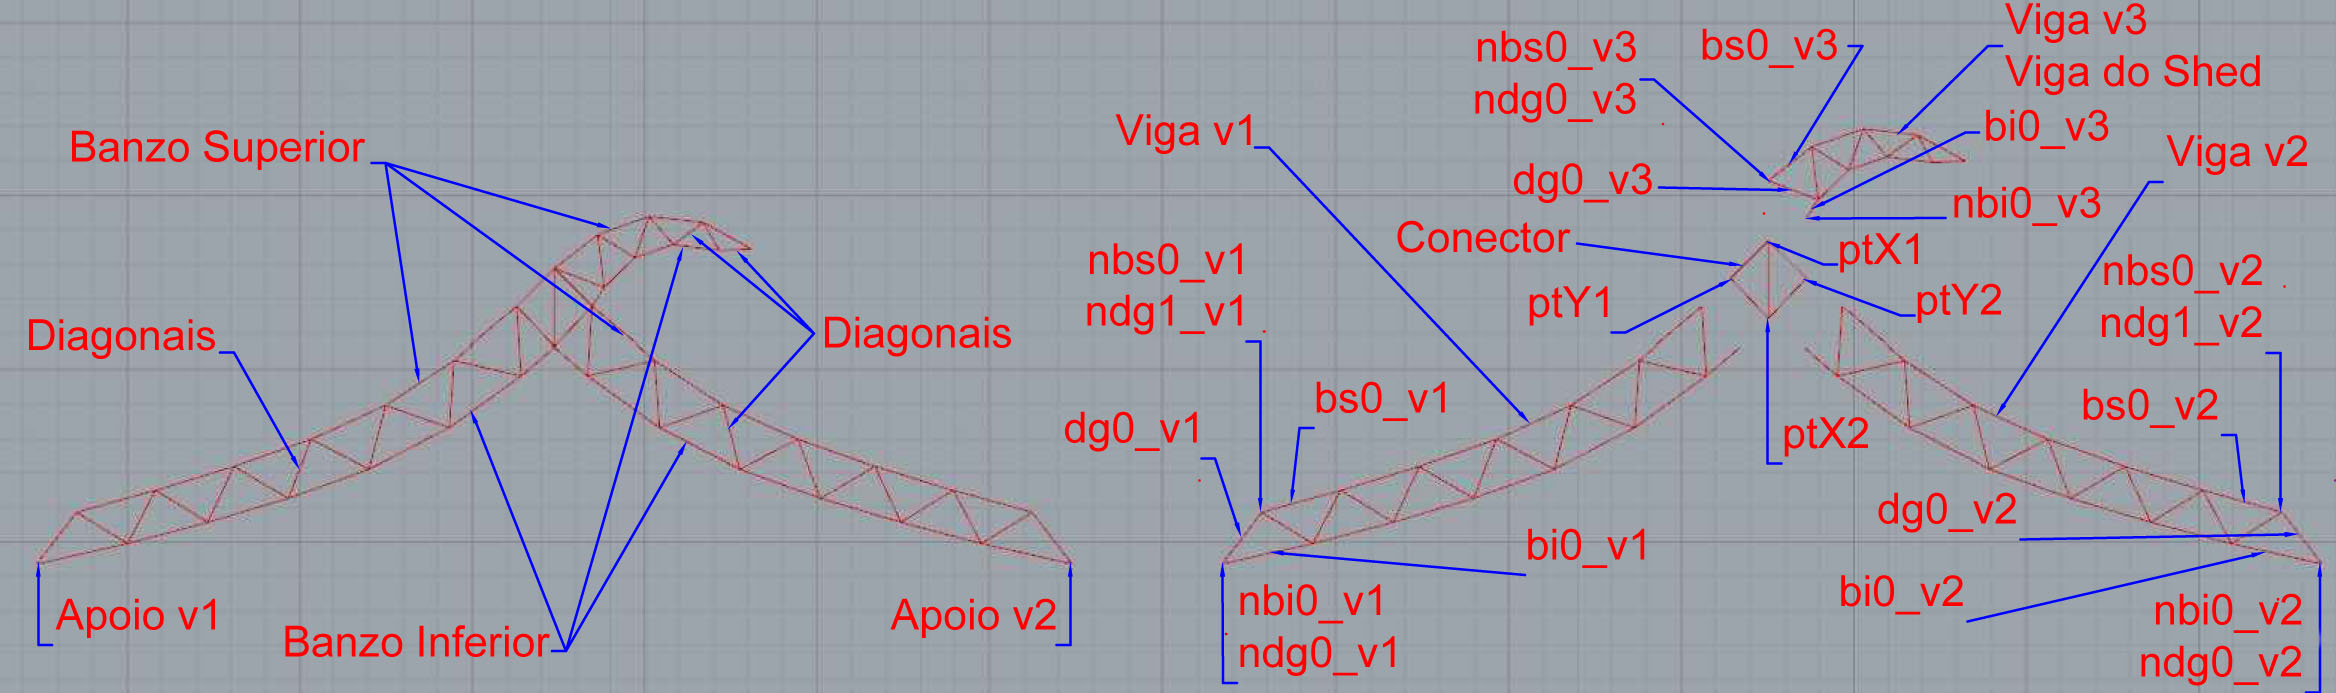 Banzo Superior
Diagonais
Diagonais
Apoio v1
Banzo Inferior
Apoio v2
nbs0_v3
ndg0_v3
bs0_v3
Viga v3
Viga do Shed
Viga v1
bi0_v3
Viga v2
dg0_v3
nbi0_v3
Conector
ptX1
nbs0_v1
ndg1_v1
ptY1
ptY2
nbs0_v2
ndg1_v2
bs0_v1
dg0_v1
ptX2
bs0_v2
dg0_v2
bi0_v1
bi0_v2
nbi0_v1
ndg0_v1
nbi0_v2
ndg0_v2